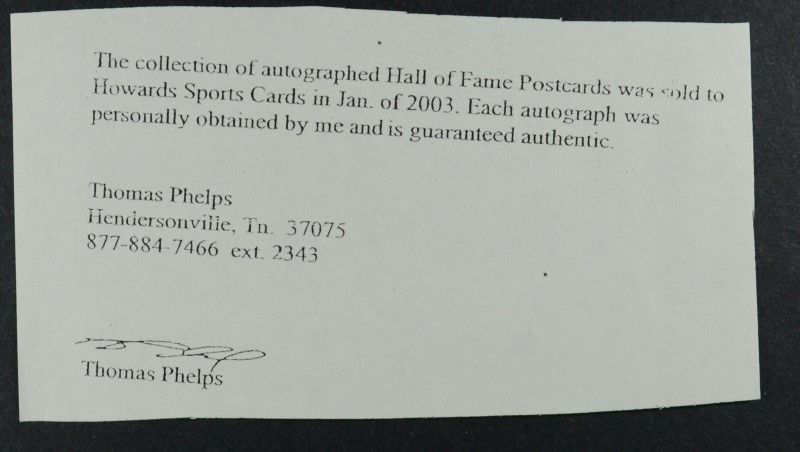 The collection of autographed Hall of Fame Postcards was sold to
Howards Sports Cards in Jan. of 2003. Each autograph was
personally obtained by me and is guaranteed authentic.
Thomas Phelps
Hendersonville, Tn. 37075
877-884-7466 ext. 2343
Thomas Phelps